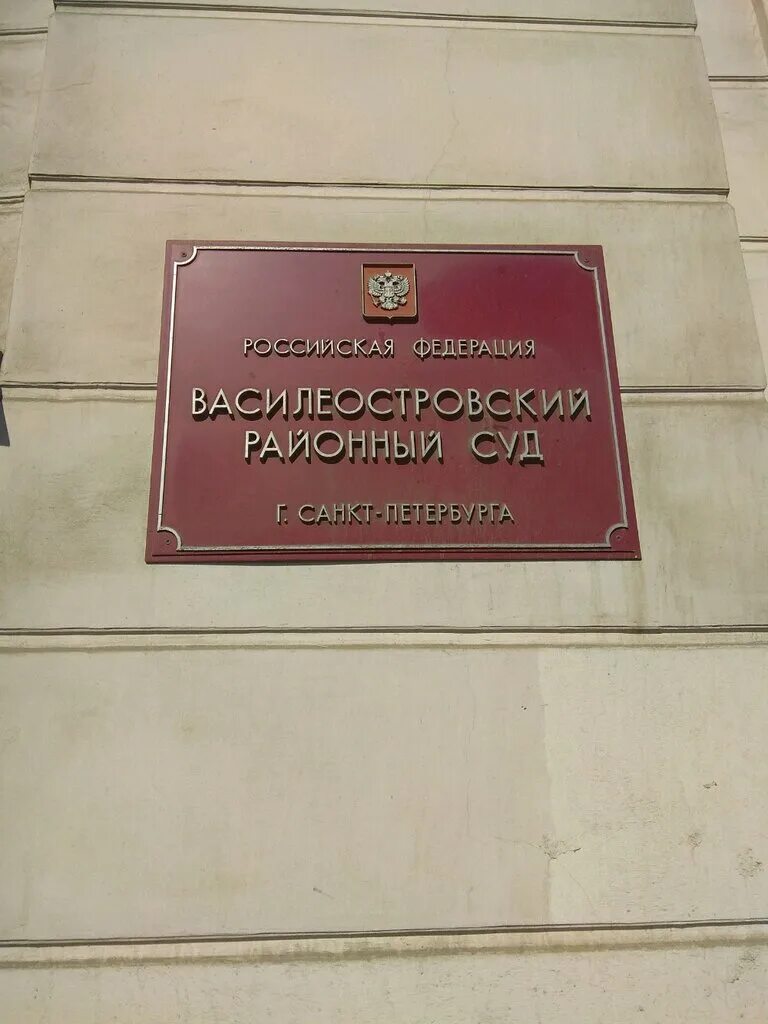 РОССИЙСКАЯ ФЕДЕРАЦИЯ
ВАСИЛЕОСТРОВСКИЙ
РАЙОННЫЙ СУД
Г. САНКТ-ПЕТЕРБУРГА